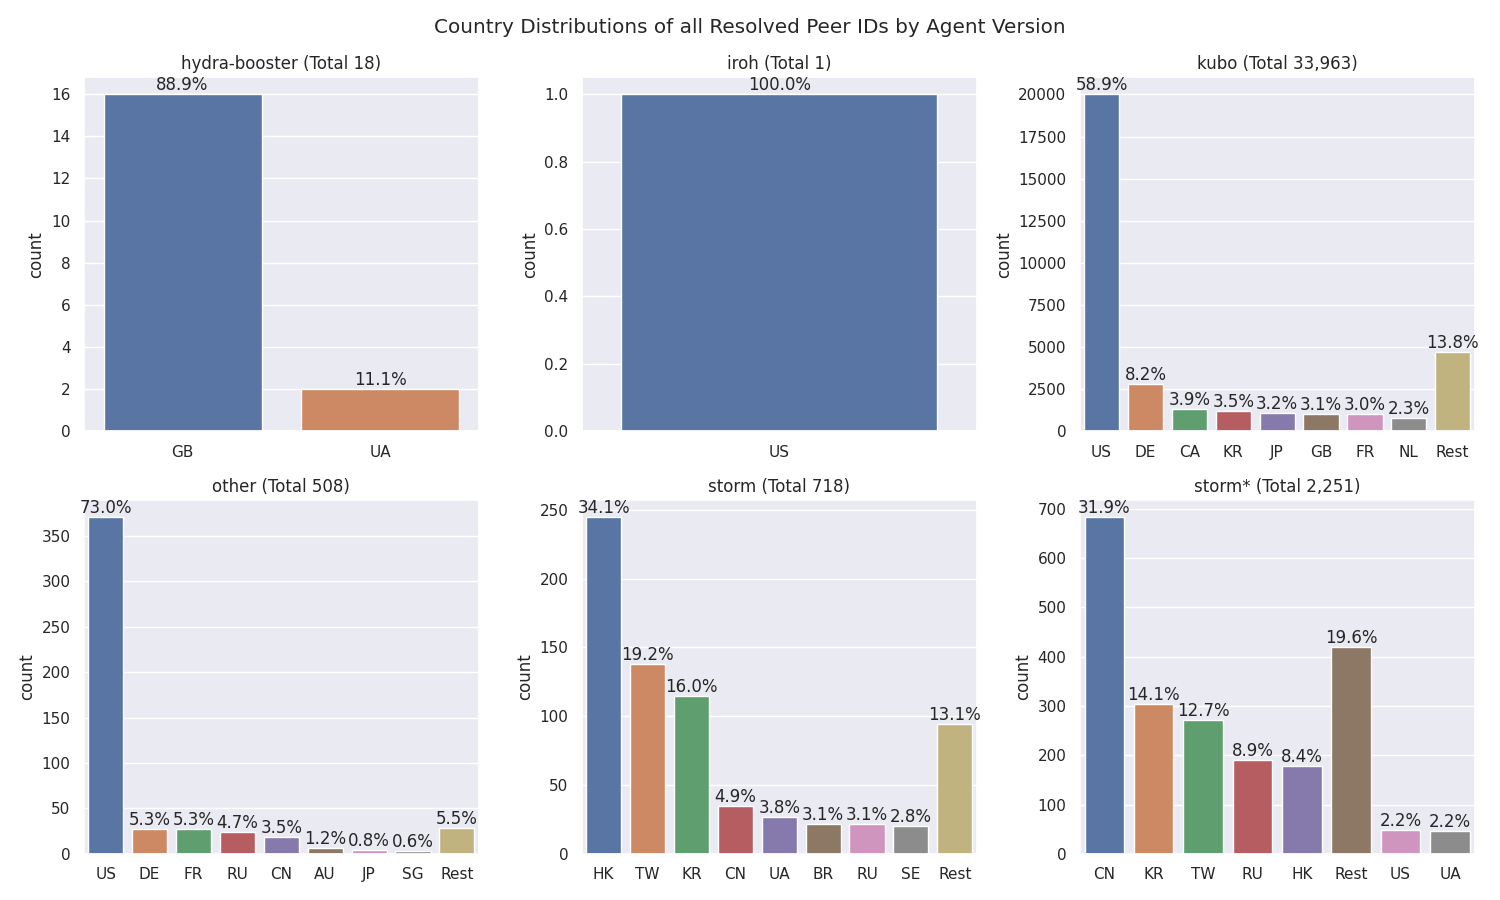 Country Distributions of all Resolved Peer IDs by Agent Version
hydra-booster (Total 18)
count
16
14
12
10
8
6
4
2
0
88.9%
11.1%
GB UA
iroh (Total 1)
count
1.0
0.8
0.6
0.4
0.2
0.0
100.0%
US
kubo (Total 33,963)
count
20000
17500
15000
12500
10000
7500
5000
2500
0
58.9% 8.2% 3.9% 3.5% 3.2% 3.1% 3.0% 2.3% 13.8%
US DE CA KR JP GB FR NL Rest
other (Total 508)
count
350
300
250
200
150
100
50
0
73.0% 5.3% 5.3% 4.7% 3.5% 1.2% 0.8% 0.6% 5.5%
US DE FR RU CN AU JP SG Rest
storm (Total 718)
count
250
200
150
100
50
0
34.1% 19.2% 16.0% 4.9% 3.8% 3.1% 3.1% 2.8% 13.1%
HK TW KR CN UA BR RU SE Rest
storm* (Total 2,251)
count
700
600
500
400
300
200
100
0
31.9% 14.1% 12.7% 8.9% 8.4% 19.6% 2.2% 2.2%
CN KR TW RU HK Rest US UA